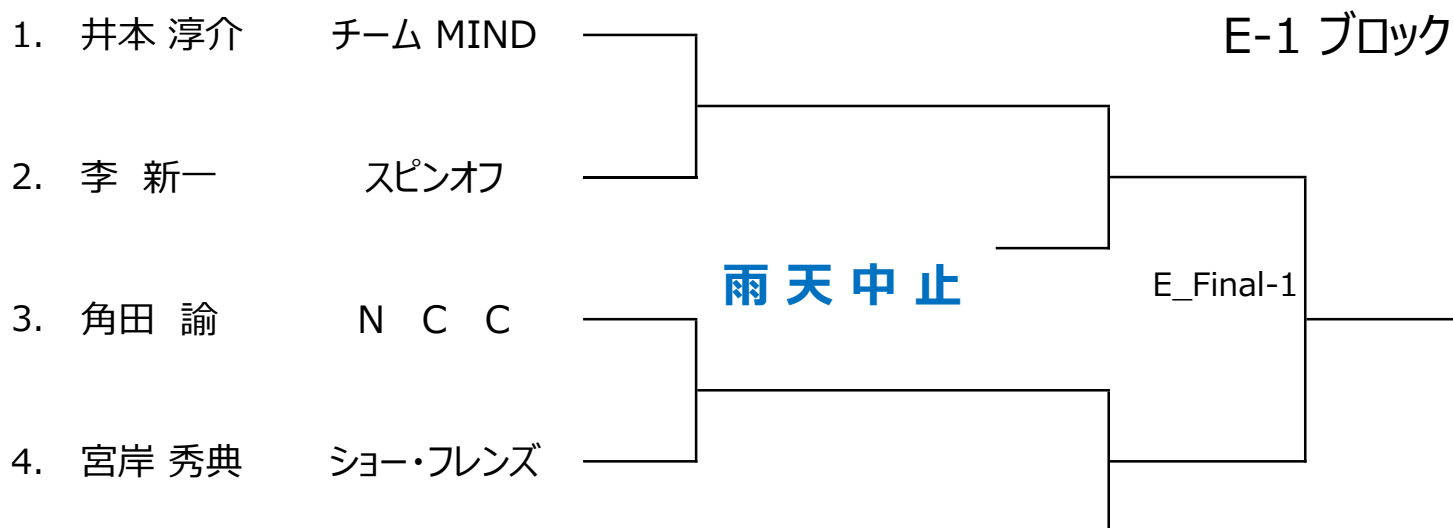 E-1 ブロック
1. 井本 淳介 チーム MIND
2. 李 新一 スピンオフ
雨 天 中 止
E_Final-1
3. 角田 諭 N C C
4. 宮岸 秀典 ショー・フレンズ